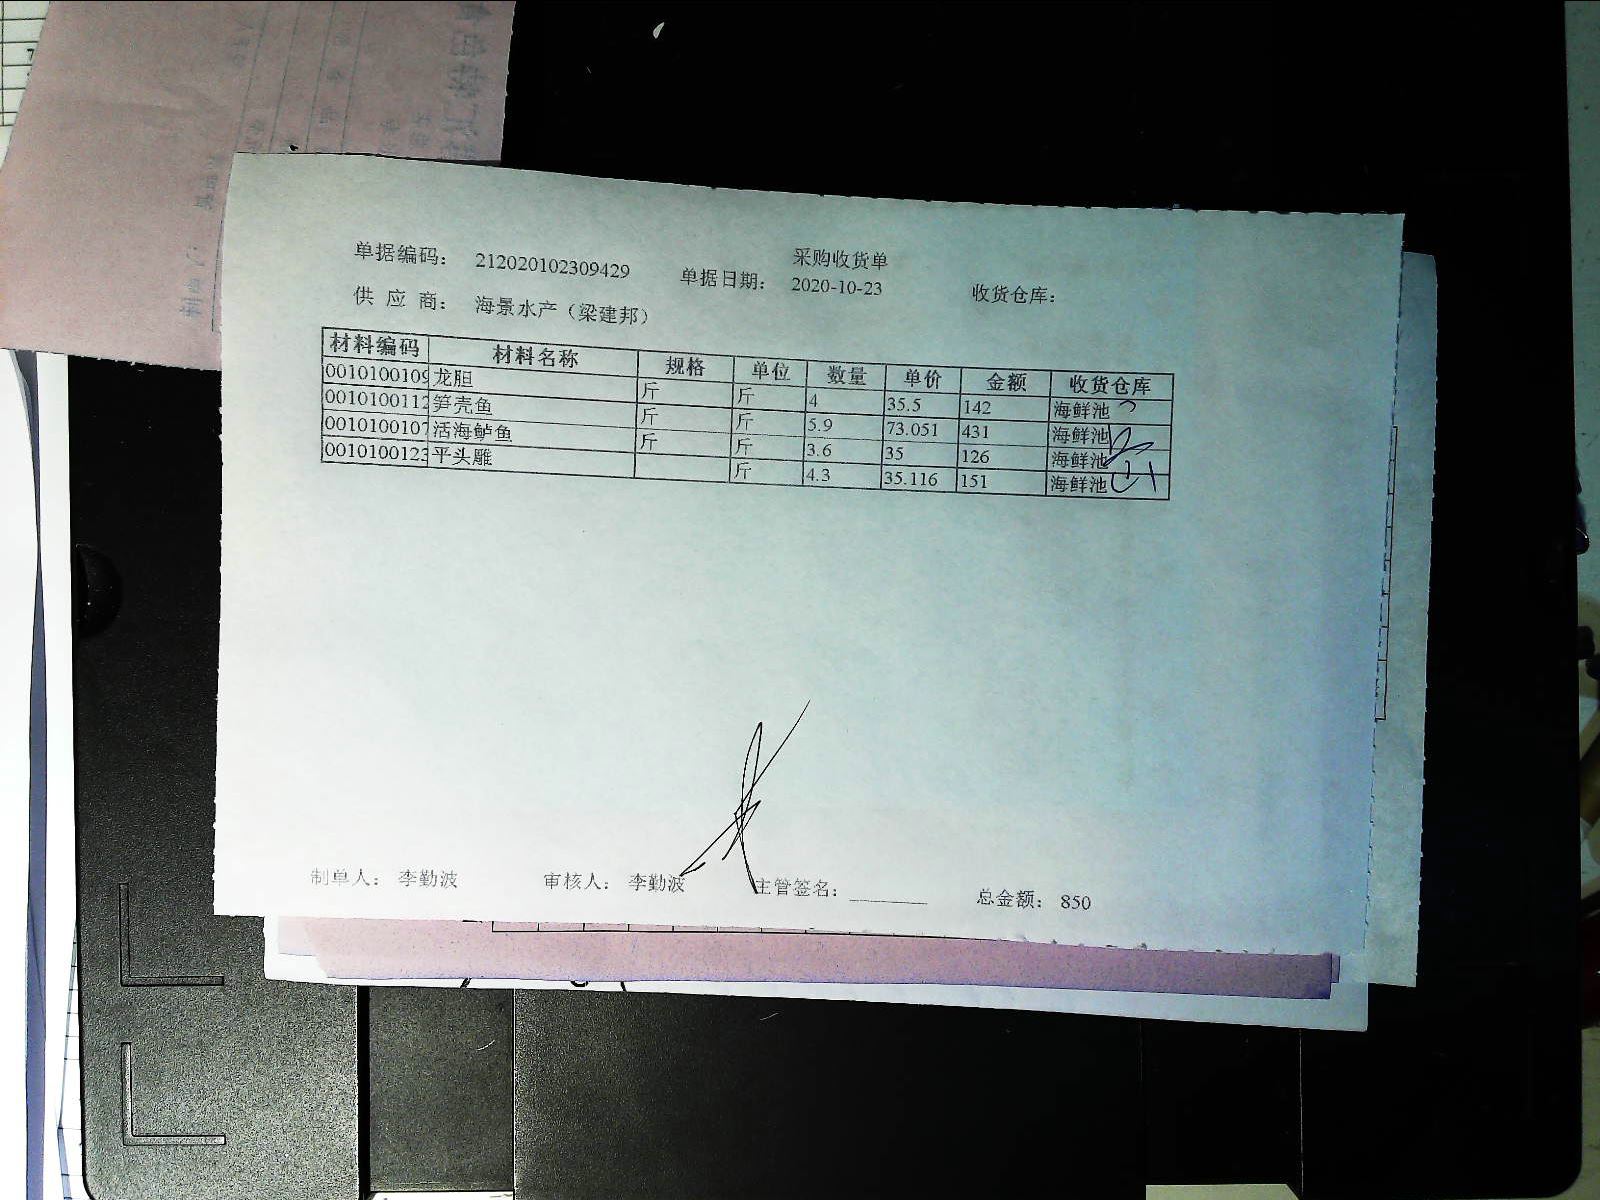 采购收货单
单据编码： 212020102309429 单据日期： 2020-10-23 收货仓库：
供 应 商： 海景水产（梁建邦）
材料编码 材料名称 规格 单位 数量 单价 金额 收货仓库
0010100109 龙胆 斤 斤 4 35.5 142 海鲜池
0010100112 笋壳鱼 斤 斤 5.9 73.051 431 海鲜池
0010100107 活海鲈鱼 斤 斤 3.6 35 126 海鲜池
0010100123 平头雕 斤 4.3 35.116 151 海鲜池
制单人： 李勤波 审核人： 李勤波 主管签名： 总金额： 850